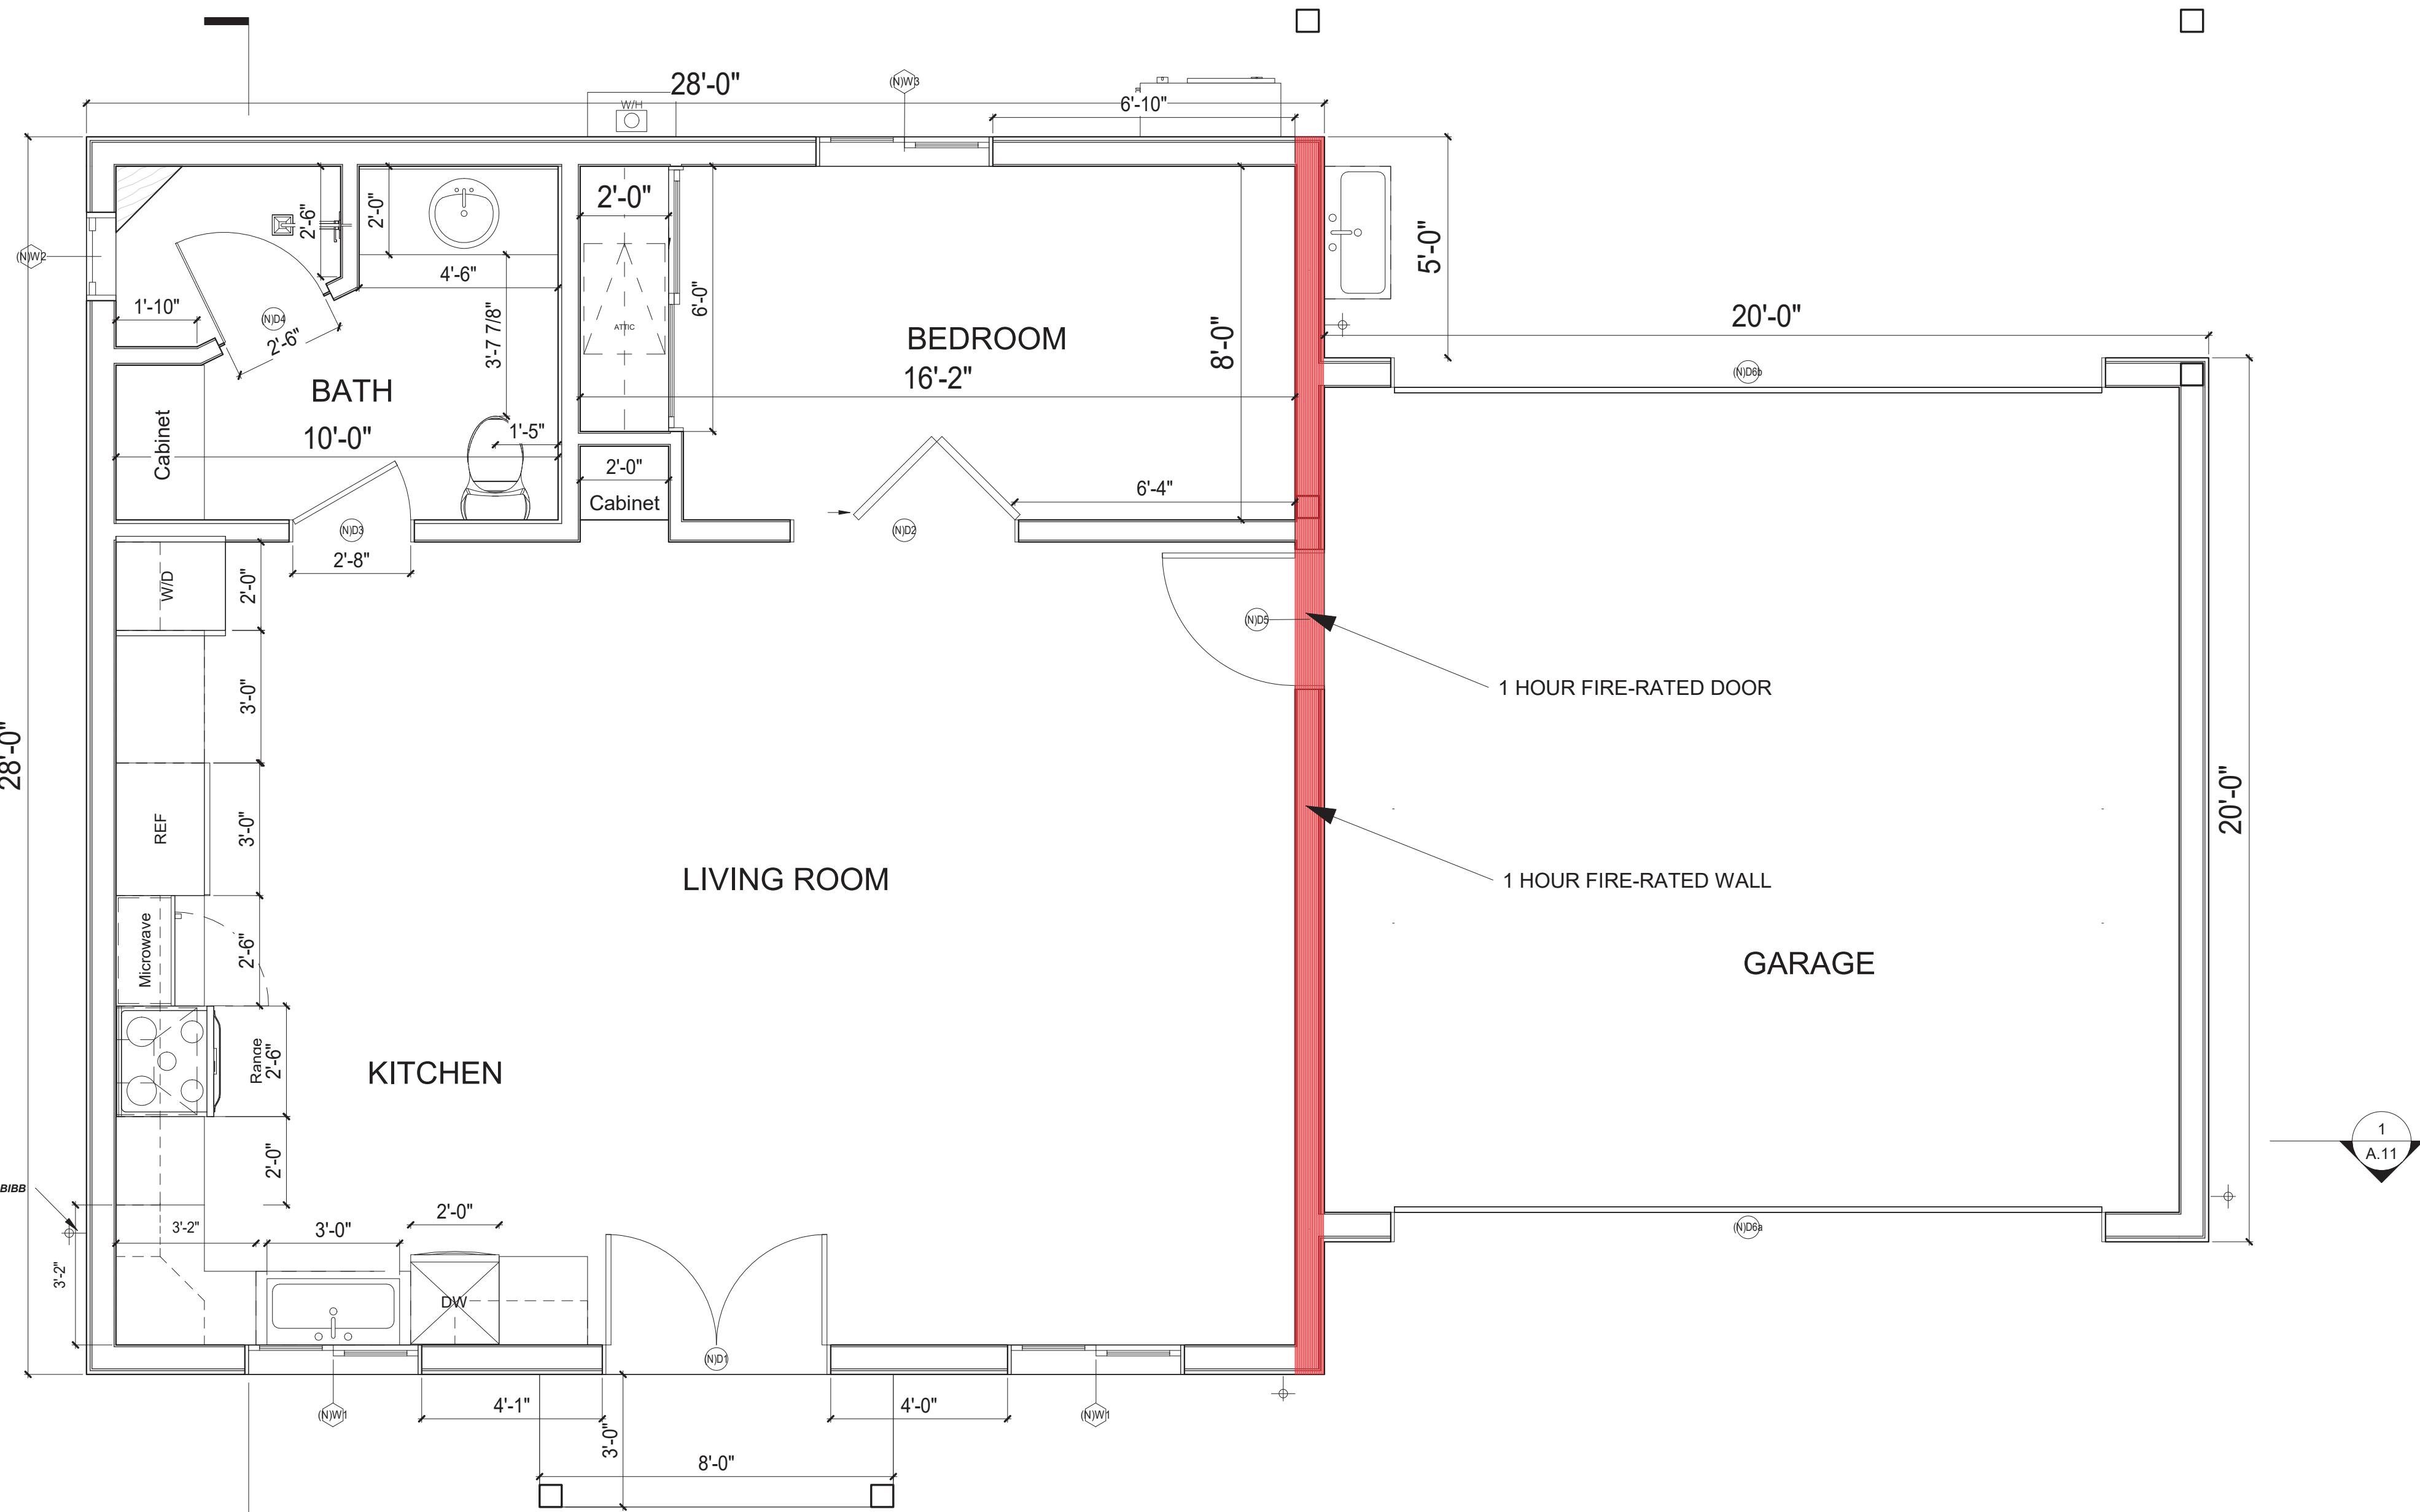 28'-0"
(N)W3
W/H
6'-10"
2'-6"
2'-0"
2'-0"
(N)W2
4'-6"
5'-0"
1'-10"
(N)D4
2'-6"
3'-7 7/8"
ATTIC
6'-0"
BEDROOM
16'-2"
8'-0"
20'-0"
(N)D6b
BATH
10'-0"
Cabinet
1'-5"
2'-0"
Cabinet
6'-4"
(N)D3
2'-8"
(N)D2
W/D
2'-0"
(N)D5
1 HOUR FIRE-RATED DOOR
3'-0"
28'-0"
20'-0"
REF
3'-0"
LIVING ROOM
1 HOUR FIRE-RATED WALL
Microwave
2'-6"
GARAGE
Range
2'-6"
KITCHEN
1
A.11
2'-0"
BIBB
3'-2"
3'-0"
2'-0"
(N)D6a
3'-2"
DW
(N)D1
(N)W1
4'-1"
4'-0"
(N)W1
3'-0"
8'-0"